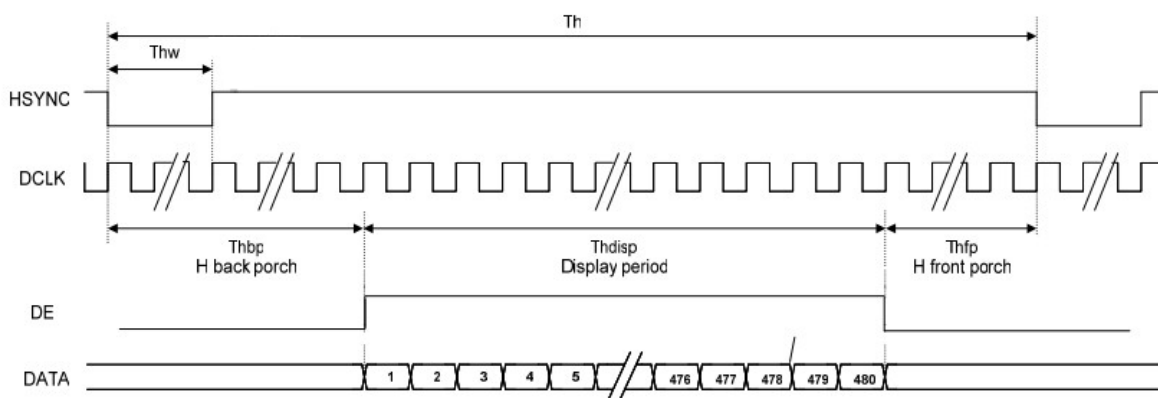 Th
Thw
HSYNC
DCLK
Thbp Thdisp Thfp
H back porch Display period H front porch
DE
DATA 1 2 3 4 5 476 477 478 479 480